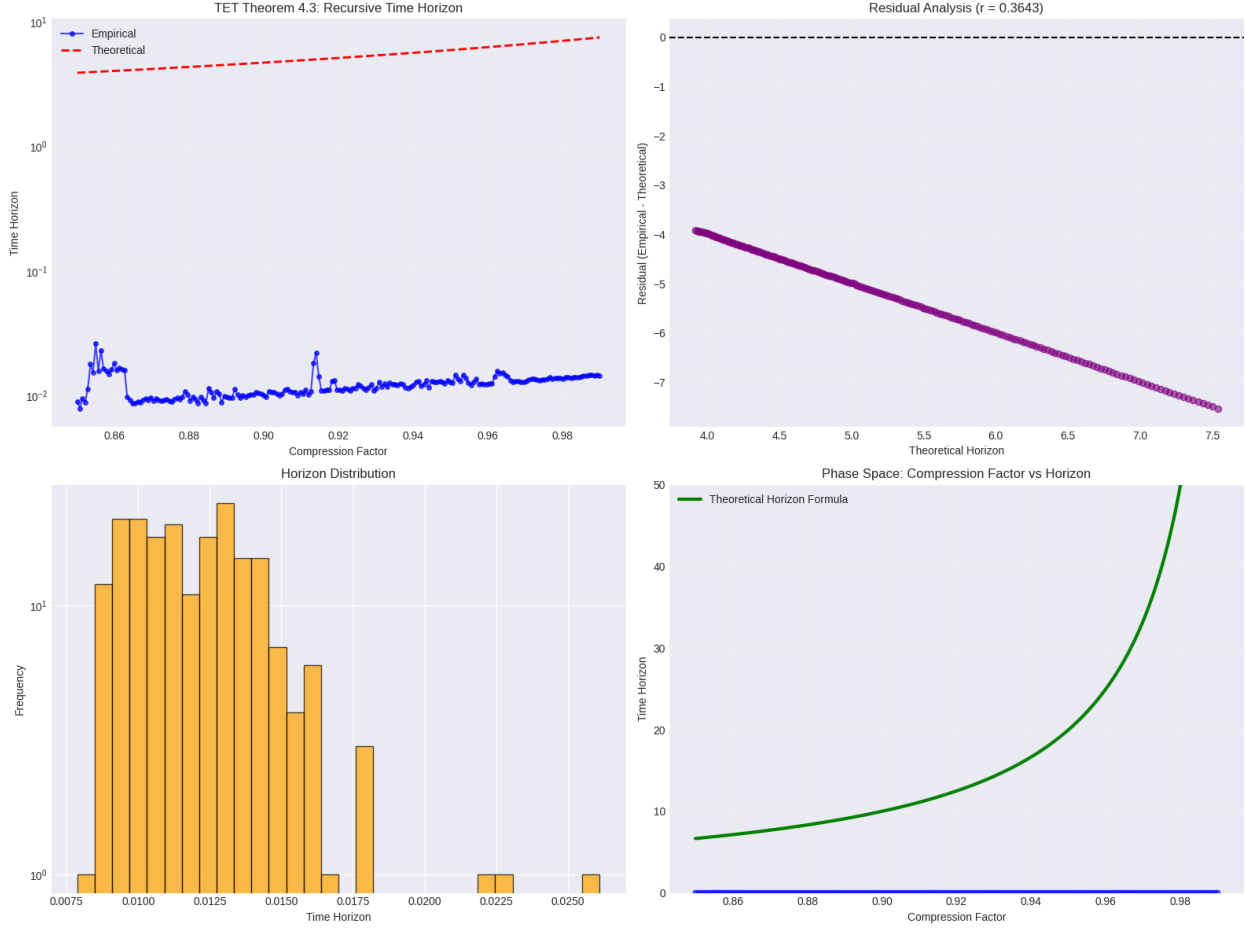 TET Theorem 4.3: Recursive Time Horizon
10^1
10^0
10^-1
10^-2
Time Horizon
Empirical
Theoretical
0.86 0.88 0.90 0.92 0.94 0.96 0.98
Compression Factor
Residual Analysis (r = 0.3643)
0
−1
−2
−3
−4
−5
−6
−7
Residual (Empirical - Theoretical)
4.0 4.5 5.0 5.5 6.0 6.5 7.0 7.5
Theoretical Horizon
Horizon Distribution
10^1
10^0
Frequency
0.0075 0.0100 0.0125 0.0150 0.0175 0.0200 0.0225 0.0250
Time Horizon
Phase Space: Compression Factor vs Horizon
50
40
30
20
10
0
Time Horizon
Theoretical Horizon Formula
0.86 0.88 0.90 0.92 0.94 0.96 0.98
Compression Factor